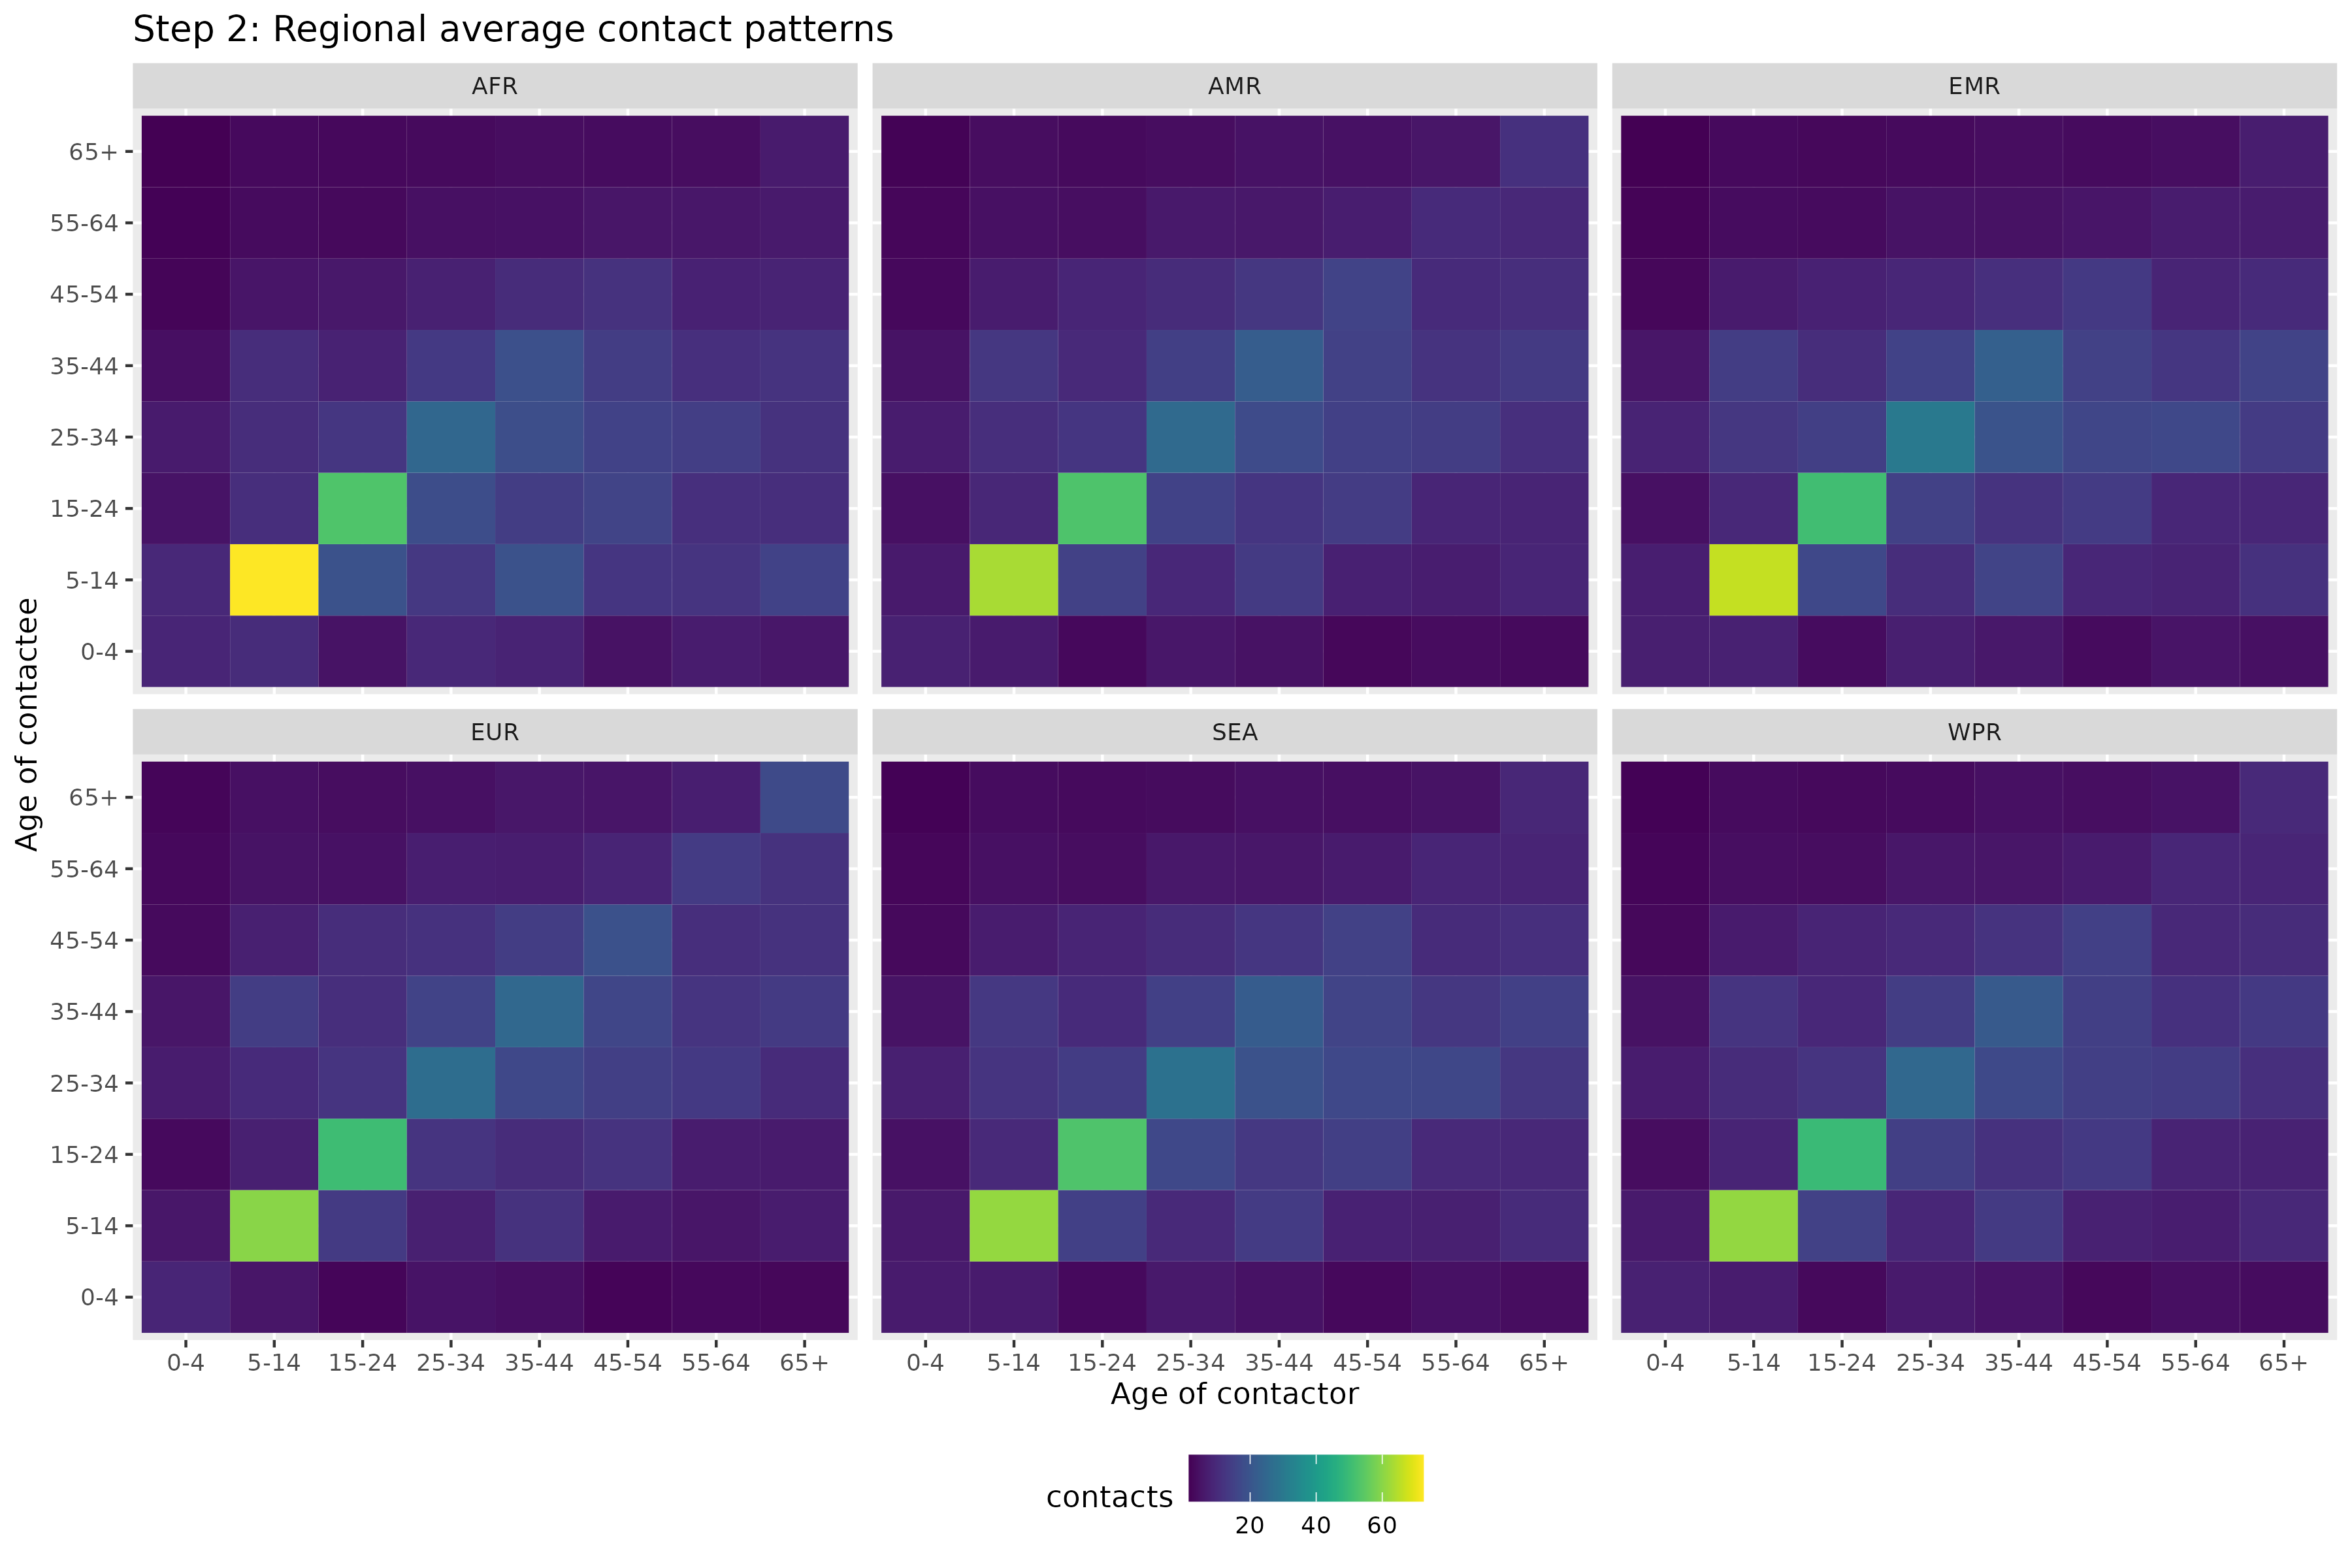 Step 2: Regional average contact patterns
AFR
AMR
EMR
65+
55-64
45-54
35-44
25-34
15-24
5-14
0-4
Age of contactee
EUR
SEA
WPR
65+
55-64
45-54
35-44
25-34
15-24
5-14
0-4
0-4 5-14 15-24 25-34 35-44 45-54 55-64 65+
0-4 5-14 15-24 25-34 35-44 45-54 55-64 65+
0-4 5-14 15-24 25-34 35-44 45-54 55-64 65+
Age of contactor
contacts
20 40 60